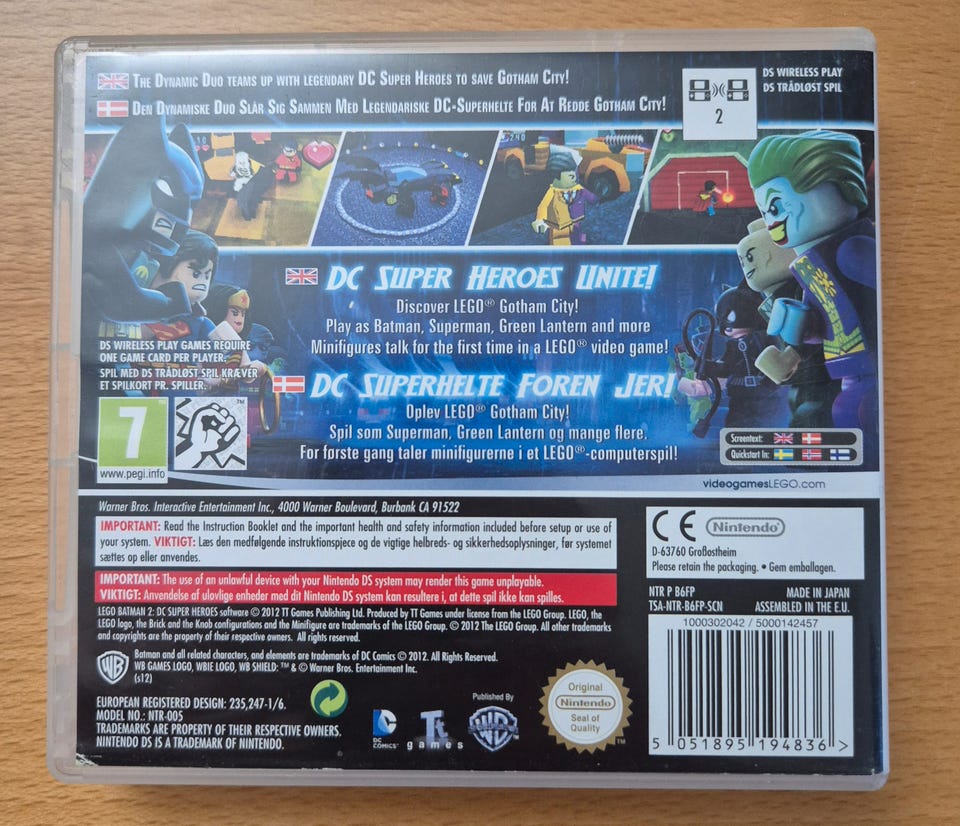 THE DYNAMIC DUO TEAMS UP WITH LEGENDARY DC SUPER HEROES TO SAVE GOTHAM CITY!
DEN DYNAMISKE DUO SLÅR SIG SAMMEN MED LEGENDARISKE DC-SUPERHELTE FOR AT REDDE GOTHAM CITY!
2
DS WIRELESS PLAY
DS TRÅDLØST SPIL
DC SUPER HEROES UNITE!
Discover LEGO® Gotham City!
Play as Batman, Superman, Green Lantern and more
Minifigures talk for the first time in a LEGO® video game!
DS WIRELESS PLAY GAMES REQUIRE
ONE GAME CARD PER PLAYER.
SPIL MED DS TRÅDLØST SPIL KRÆVER
ET SPILKORT PR. SPILLER.
DC SUPERHELTE FOREN JER!
Oplev LEGO® Gotham City!
Spil som Superman, Green Lantern og mange flere.
For første gang taler minifigurerne i et LEGO®-computerspil!
7
www.pegi.info
Screentext:
Quickstart In:
videogamesLEGO.com
Warner Bros. Interactive Entertainment Inc., 4000 Warner Boulevard, Burbank CA 91522
IMPORTANT: Read the Instruction Booklet and the important health and safety information included before setup or use of
your system. VIKTIGT: Læs den medfølgende instruktionspjece og de vigtige helbreds- og sikkerhedsoplysninger, før systemet
sættes op eller anvendes.
IMPORTANT: The use of an unlawful device with your Nintendo DS system may render this game unplayable.
VIKTIGT: Anvendelse af ulovlige enheder med dit Nintendo DS system kan resultere i, at dette spil ikke kan spilles.
LEGO BATMAN 2: DC SUPER HEROES software © 2012 TT Games Publishing Ltd. Produced by TT Games under license from the LEGO Group. LEGO, the
LEGO logo, the Brick and the Knob configurations and the Minifigure are trademarks of the LEGO Group. © 2012 The LEGO Group. All other trademarks
and copyrights are the property of their respective owners. All rights reserved.
WB
Batman and all related characters, and elements are trademarks of DC Comics © 2012. All Rights Reserved.
WB GAMES LOGO, WBIE LOGO, WB SHIELD: ™ & © Warner Bros. Entertainment Inc.
(s12)
EUROPEAN REGISTERED DESIGN: 235,247-1/6.
MODEL NO.: NTR-005
TRADEMARKS ARE PROPERTY OF THEIR RESPECTIVE OWNERS.
NINTENDO DS IS A TRADEMARK OF NINTENDO.
DC COMICS™
Tt games
Published By
WB GAMES
Original
Nintendo®
Seal of
Quality
TM
CE
Nintendo®
D-63760 Großostheim
Please retain the packaging. • Gem emballagen.
NTR P B6FP
MADE IN JAPAN
TSA-NTR-B6FP-SCN
ASSEMBLED IN THE E.U.
1000302042 / 5000142457
5 051895 194836 >